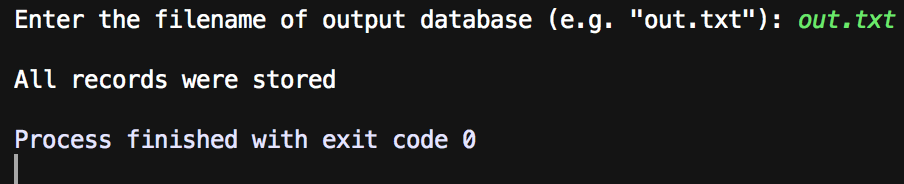 Enter the filename of output database (e.g. "out.txt"): out.txt
All records were stored
Process finished with exit code 0